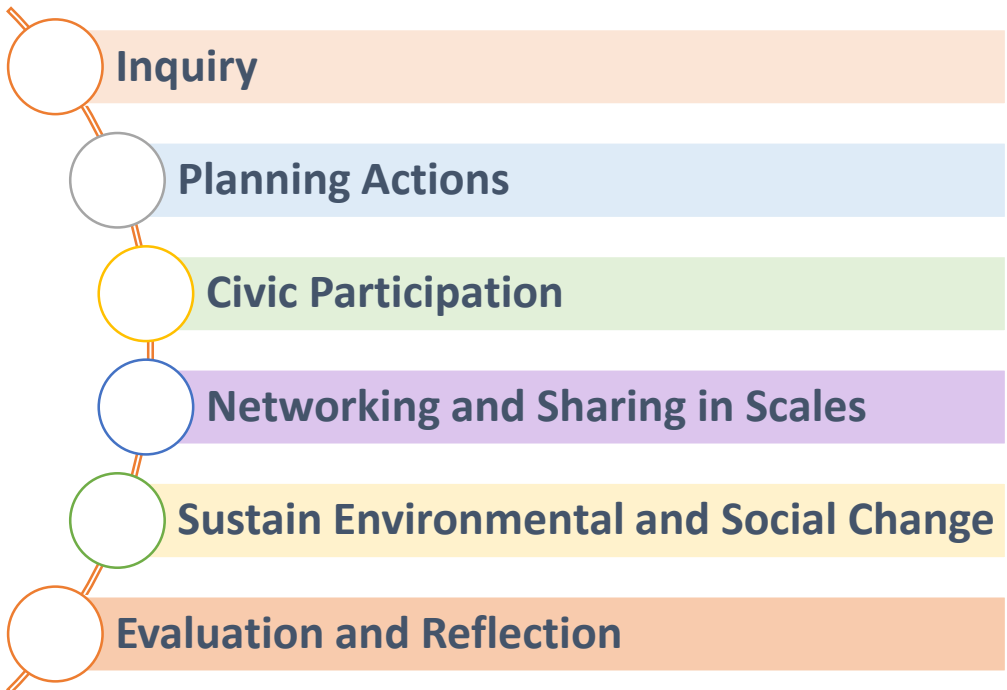 Inquiry
Planning Actions
Civic Participation
Networking and Sharing in Scales
Sustain Environmental and Social Change
Evaluation and Reflection